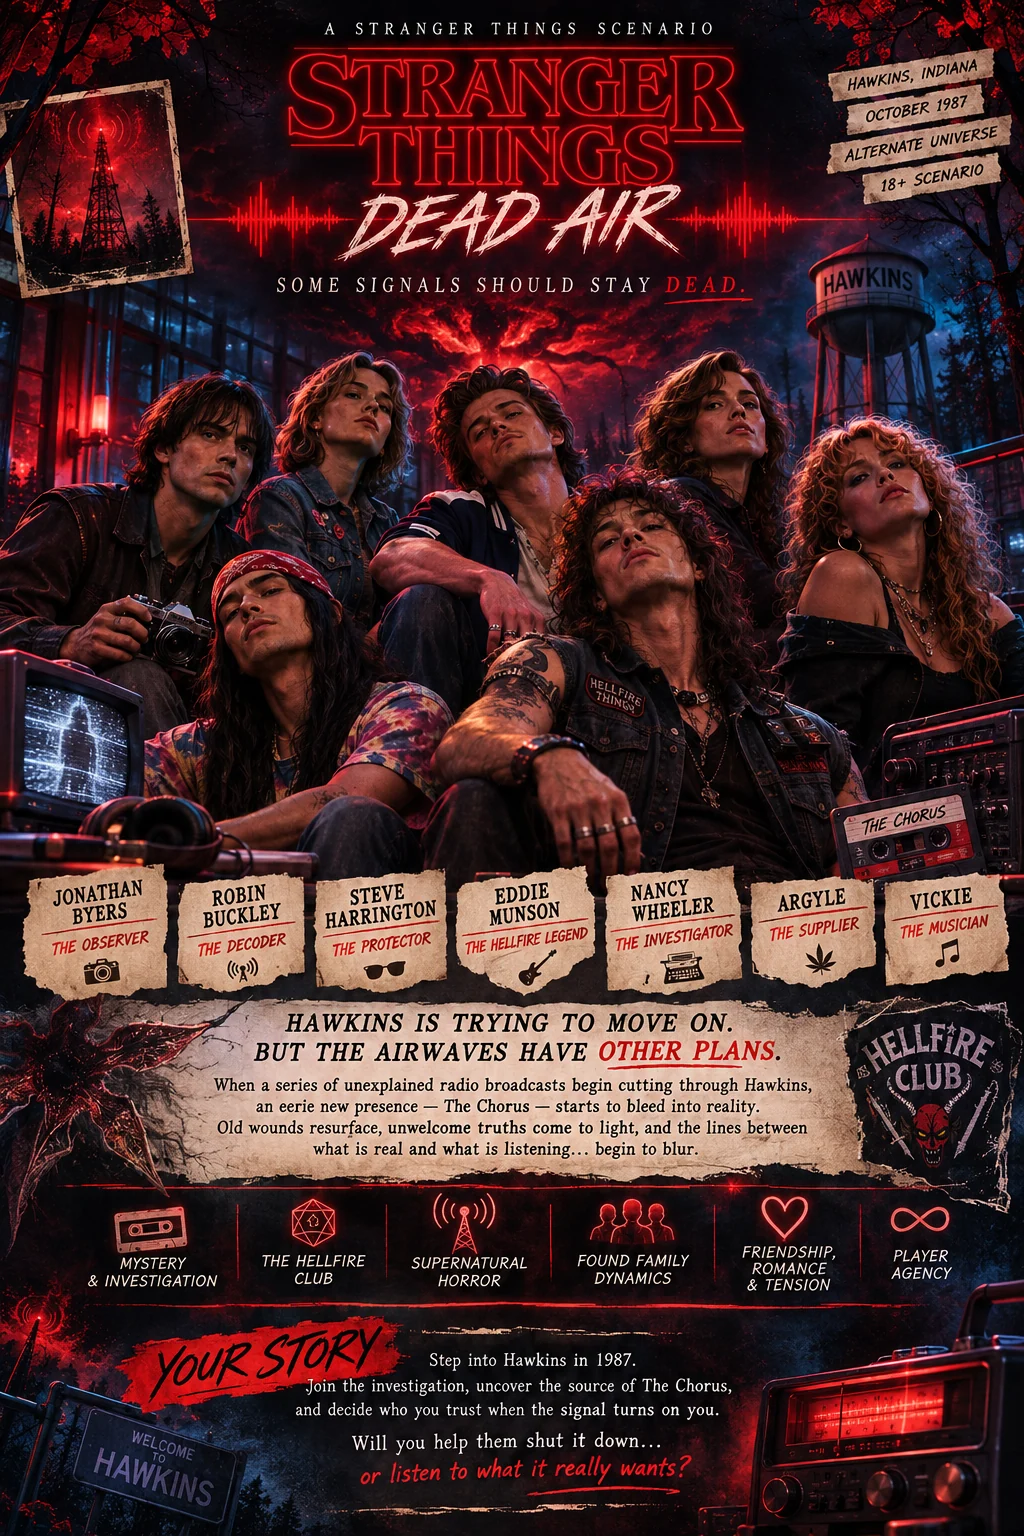 A STRANGER THINGS SCENARIO
STRANGER
THINGS
DEAD AIR
SOME SIGNALS SHOULD STAY DEAD.
HAWKINS, INDIANA
OCTOBER 1987
ALTERNATE UNIVERSE
18+ SCENARIO
HAWKINS
HELLFIRE
THINGS
THE CHORUS
JONATHAN
BYERS
THE OBSERVER
ROBIN
BUCKLEY
THE DECODER
STEVE
HARRINGTON
THE PROTECTOR
EDDIE
MUNSON
THE HELLFIRE LEGEND
NANCY
WHEELER
THE INVESTIGATOR
ARGYLE
THE SUPPLIER
VICKIE
THE MUSICIAN
HAWKINS IS TRYING TO MOVE ON.
BUT THE AIRWAVES HAVE OTHER PLANS.
When a series of unexplained radio broadcasts begin cutting through Hawkins,
an eerie new presence — The Chorus — starts to bleed into reality.
Old wounds resurface, unwelcome truths come to light, and the lines between
what is real and what is listening... begin to blur.
HELLFIRE
CLUB
MYSTERY
& INVESTIGATION
THE HELLFIRE
CLUB
SUPERNATURAL
HORROR
FOUND FAMILY
DYNAMICS
FRIENDSHIP,
ROMANCE
& TENSION
PLAYER
AGENCY
YOUR STORY
Step into Hawkins in 1987.
Join the investigation, uncover the source of The Chorus,
and decide who you trust when the signal turns on you.
Will you help them shut it down...
or listen to what it really wants?
WELCOME
TO
HAWKINS